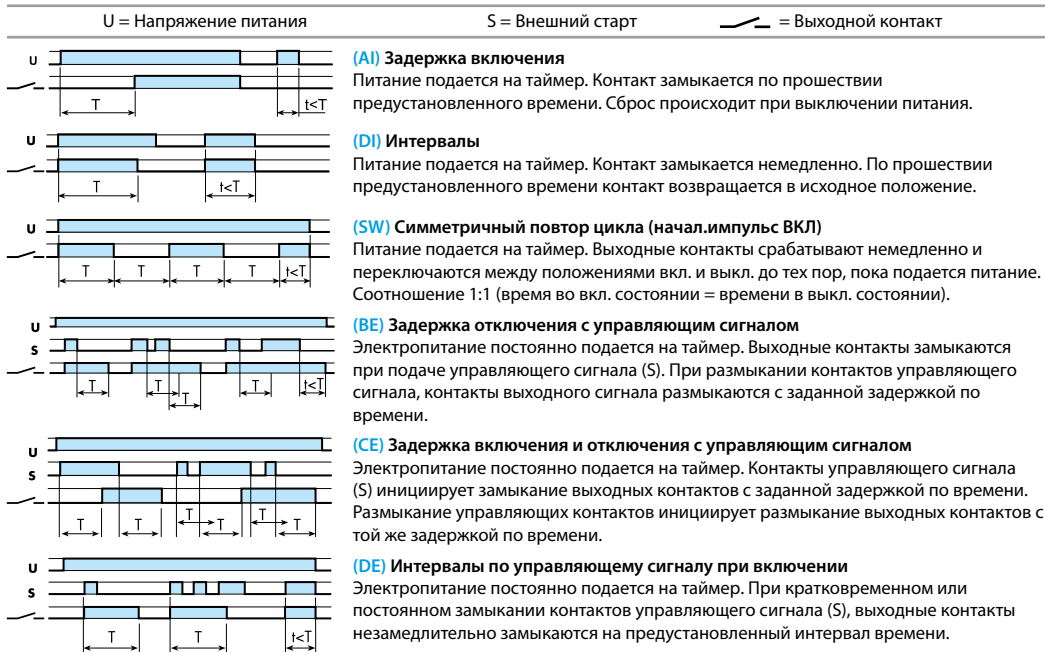 U = Напряжение питания
S = Внешний старт
= Выходной контакт
U
T
t<T
(AI) Задержка включения
Питание подается на таймер. Контакт замыкается по прошествии
предустановленного времени. Сброс происходит при выключении питания.
U
T
t<T
(DI) Интервалы
Питание подается на таймер. Контакт замыкается немедленно. По прошествии
предустановленного времени контакт возвращается в исходное положение.
U
T T T T t<T
(SW) Симметричный повтор цикла (начал.импульс ВКЛ)
Питание подается на таймер. Выходные контакты срабатывают немедленно и
переключаются между положениями вкл. и выкл. до тех пор, пока подается питание.
Соотношение 1:1 (время во вкл. состоянии = времени в выкл. состоянии).
U
S
T T T t<T
T
(BE) Задержка отключения с управляющим сигналом
Электропитание постоянно подается на таймер. Выходные контакты замыкаются
при подаче управляющего сигнала (S). При размыкании контактов управляющего
сигнала, контакты выходного сигнала размыкаются с заданной задержкой по
времени.
U
S
T T T T T T
(CE) Задержка включения и отключения с управляющим сигналом
Электропитание постоянно подается на таймер. Контакты управляющего сигнала
(S) инициирует замыкание выходных контактов с заданной задержкой по времени.
Размыкание управляющих контактов инициирует размыкание выходных контактов с
той же задержкой по времени.
U
S
T T t<T
(DE) Интервалы по управляющему сигналу при включении
Электропитание постоянно подается на таймер. При кратковременном или
постоянном замыкании контактов управляющего сигнала (S), выходные контакты
незамедлительно замыкаются на предустановленный интервал времени.